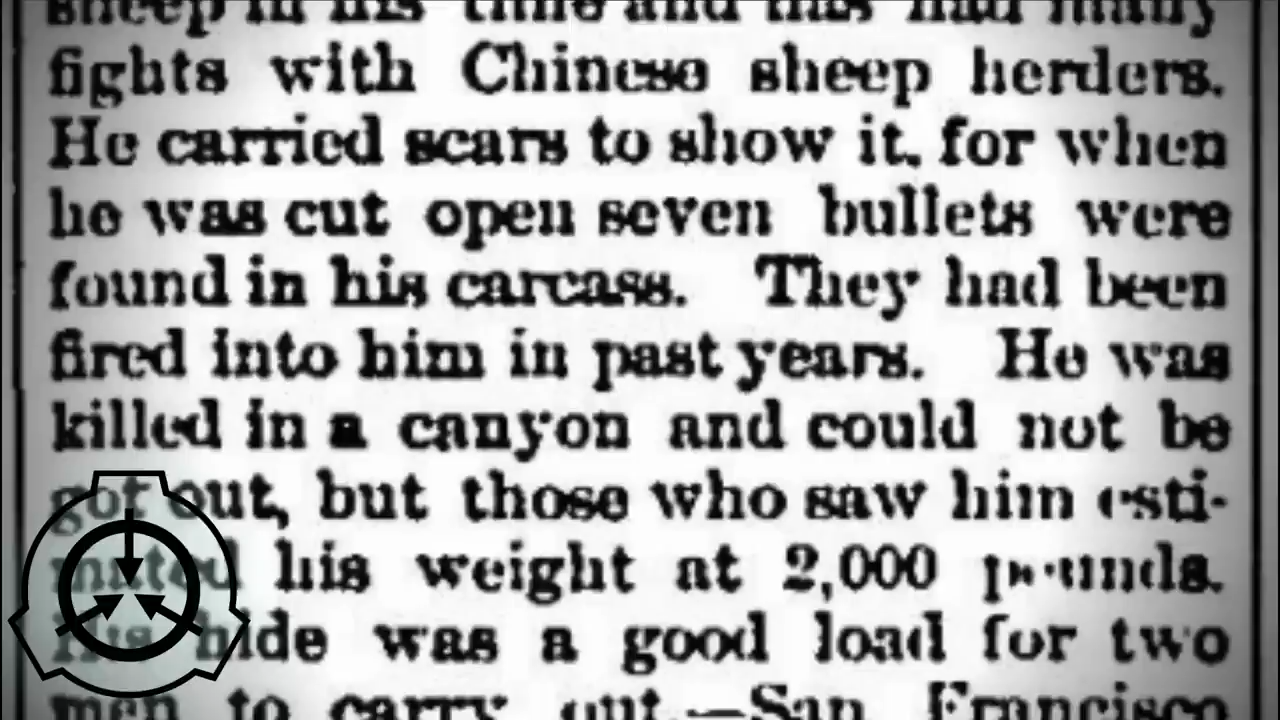 sheep in his time and has had many
fights with Chinese sheep herders.
He carried scars to show it, for when
he was cut open seven bullets were
found in his carcass. They had been
fired into him in past years. He was
killed in a canyon and could not be
got out, but those who saw him esti-
mated his weight at 2,000 pounds.
His hide was a good load for two
men to carry out.—San Francisco